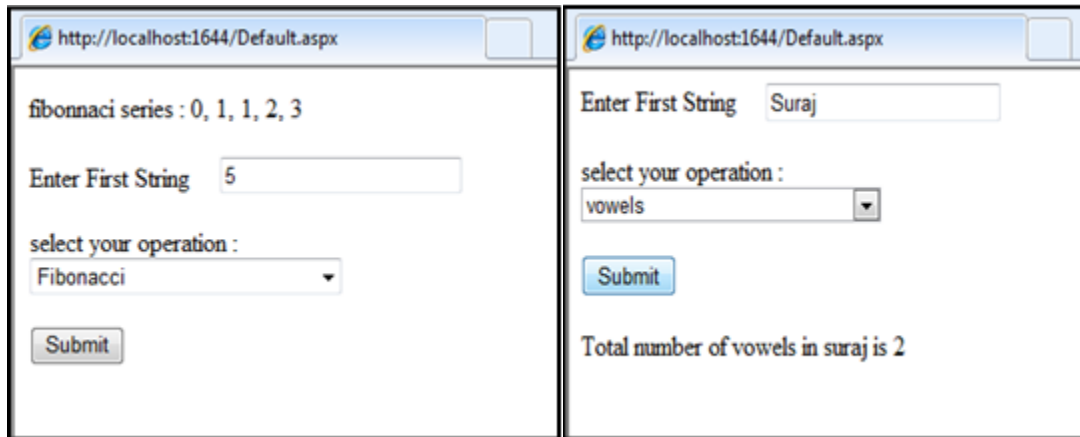 http://localhost:1644/Default.aspx
fibonnaci series : 0, 1, 1, 2, 3
Enter First String 5
select your operation :
Fibonacci
Submit
http://localhost:1644/Default.aspx
Enter First String Suraj
select your operation :
vowels
Submit
Total number of vowels in suraj is 2